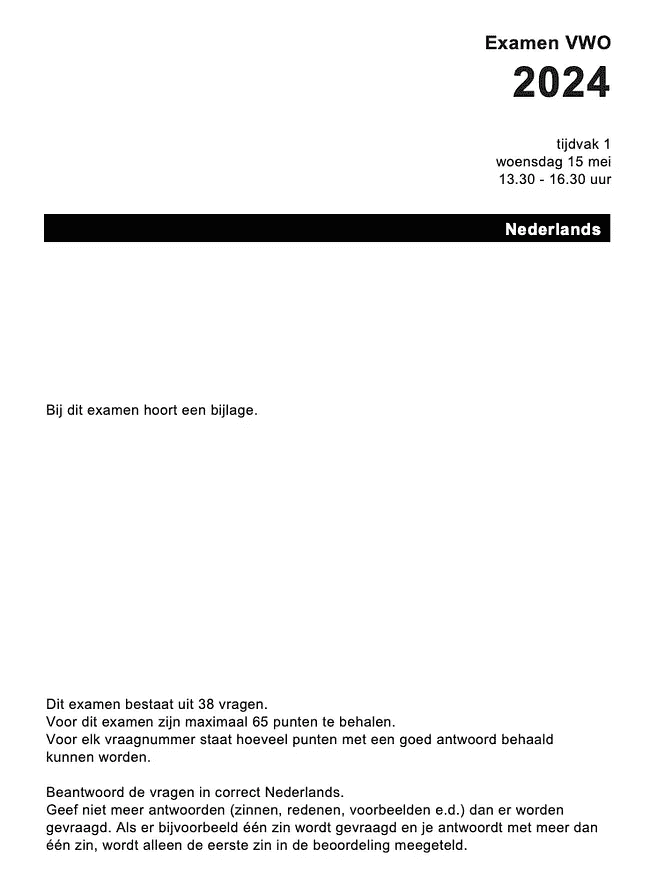 Examen VWO
2024
tijdvak 1
woensdag 15 mei
13.30 - 16.30 uur
Nederlands
Bij dit examen hoort een bijlage.
Dit examen bestaat uit 38 vragen.
Voor dit examen zijn maximaal 65 punten te behalen.
Voor elk vraagnummer staat hoeveel punten met een goed antwoord behaald
kunnen worden.
Beantwoord de vragen in correct Nederlands.
Geef niet meer antwoorden (zinnen, redenen, voorbeelden e.d.) dan er worden
gevraagd. Als er bijvoorbeeld één zin wordt gevraagd en je antwoordt met meer dan
één zin, wordt alleen de eerste zin in de beoordeling meegeteld.